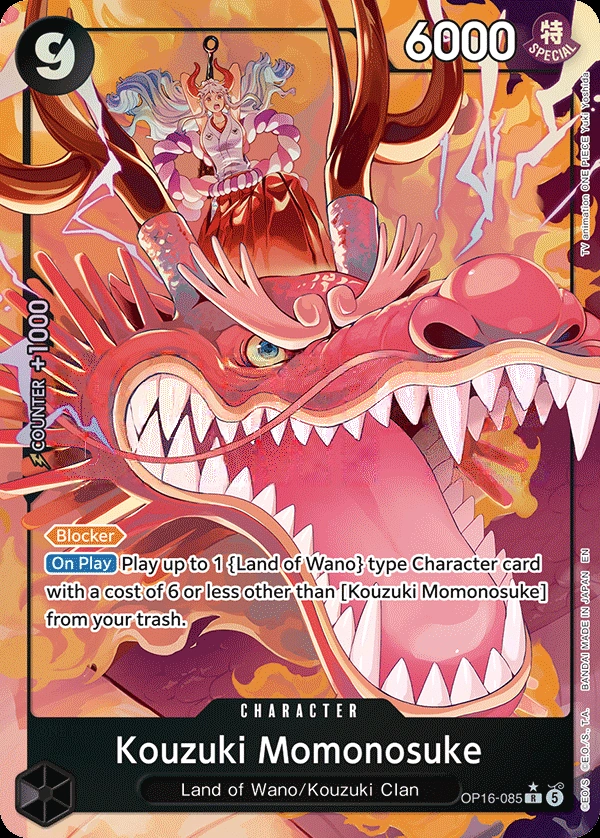 9
6000
特
SPECIAL
TV animation ONE PIECE Yuki Yoshida
COUNTER +1000
Blocker
On Play Play up to 1 {Land of Wano} type Character card
with a cost of 6 or less other than [Kouzuki Momonosuke]
from your trash.
©E.O/S ©E.O./S., T.A. BANDAI MADE IN JAPAN EN
CHARACTER
Kouzuki Momonosuke
Land of Wano/Kouzuki Clan
OP16-085 R 5